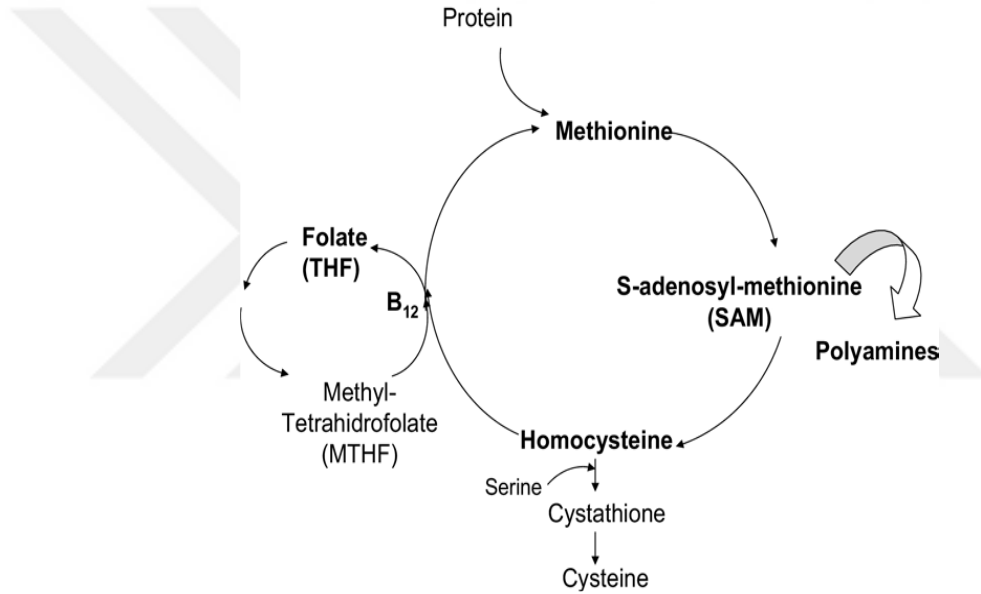 Protein
Methionine
Folate
(THF)
B12
S-adenosyl-methionine
(SAM)
Polyamines
Methyl-
Tetrahidrofolate
(MTHF)
Homocysteine
Serine
Cystathione
Cysteine